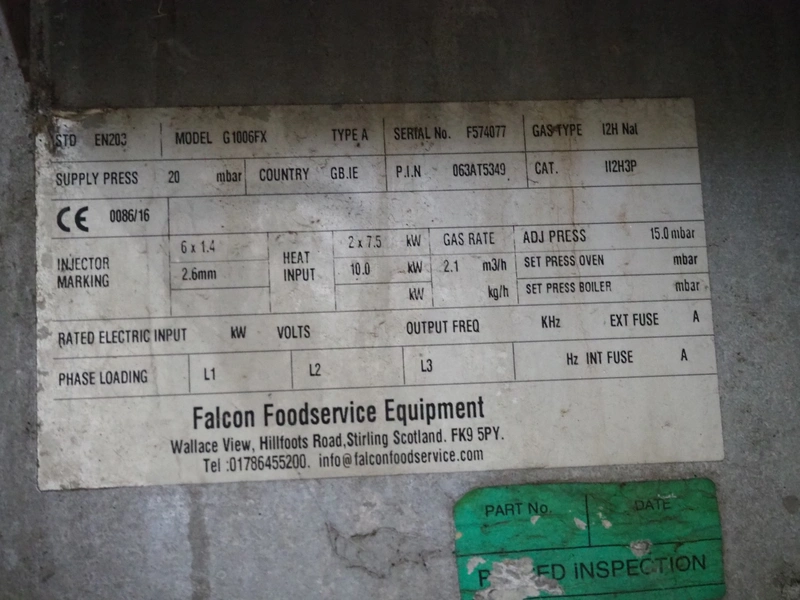 STD EN203 MODEL G1006FX TYPE A SERIAL No. F574077 GAS TYPE I2H Nat
SUPPLY PRESS 20 mbar COUNTRY GB.IE P.I.N 063AT5349 CAT. II2H3P
CE 0086/16
INJECTOR MARKING 6 x 1.4 HEAT INPUT 2 x 7.5 kW GAS RATE ADJ PRESS 15.0 mbar
2.6mm 10.0 kW 2.1 m3/h SET PRESS OVEN mbar
kW kg/h SET PRESS BOILER mbar
RATED ELECTRIC INPUT kW VOLTS OUTPUT FREQ KHz EXT FUSE A
PHASE LOADING L1 L2 L3 Hz INT FUSE A
Falcon Foodservice Equipment
Wallace View, Hillfoots Road,Stirling Scotland. FK9 5PY.
Tel :01786455200. info@falconfoodservice.com
PART No. DATE
INSPECTION